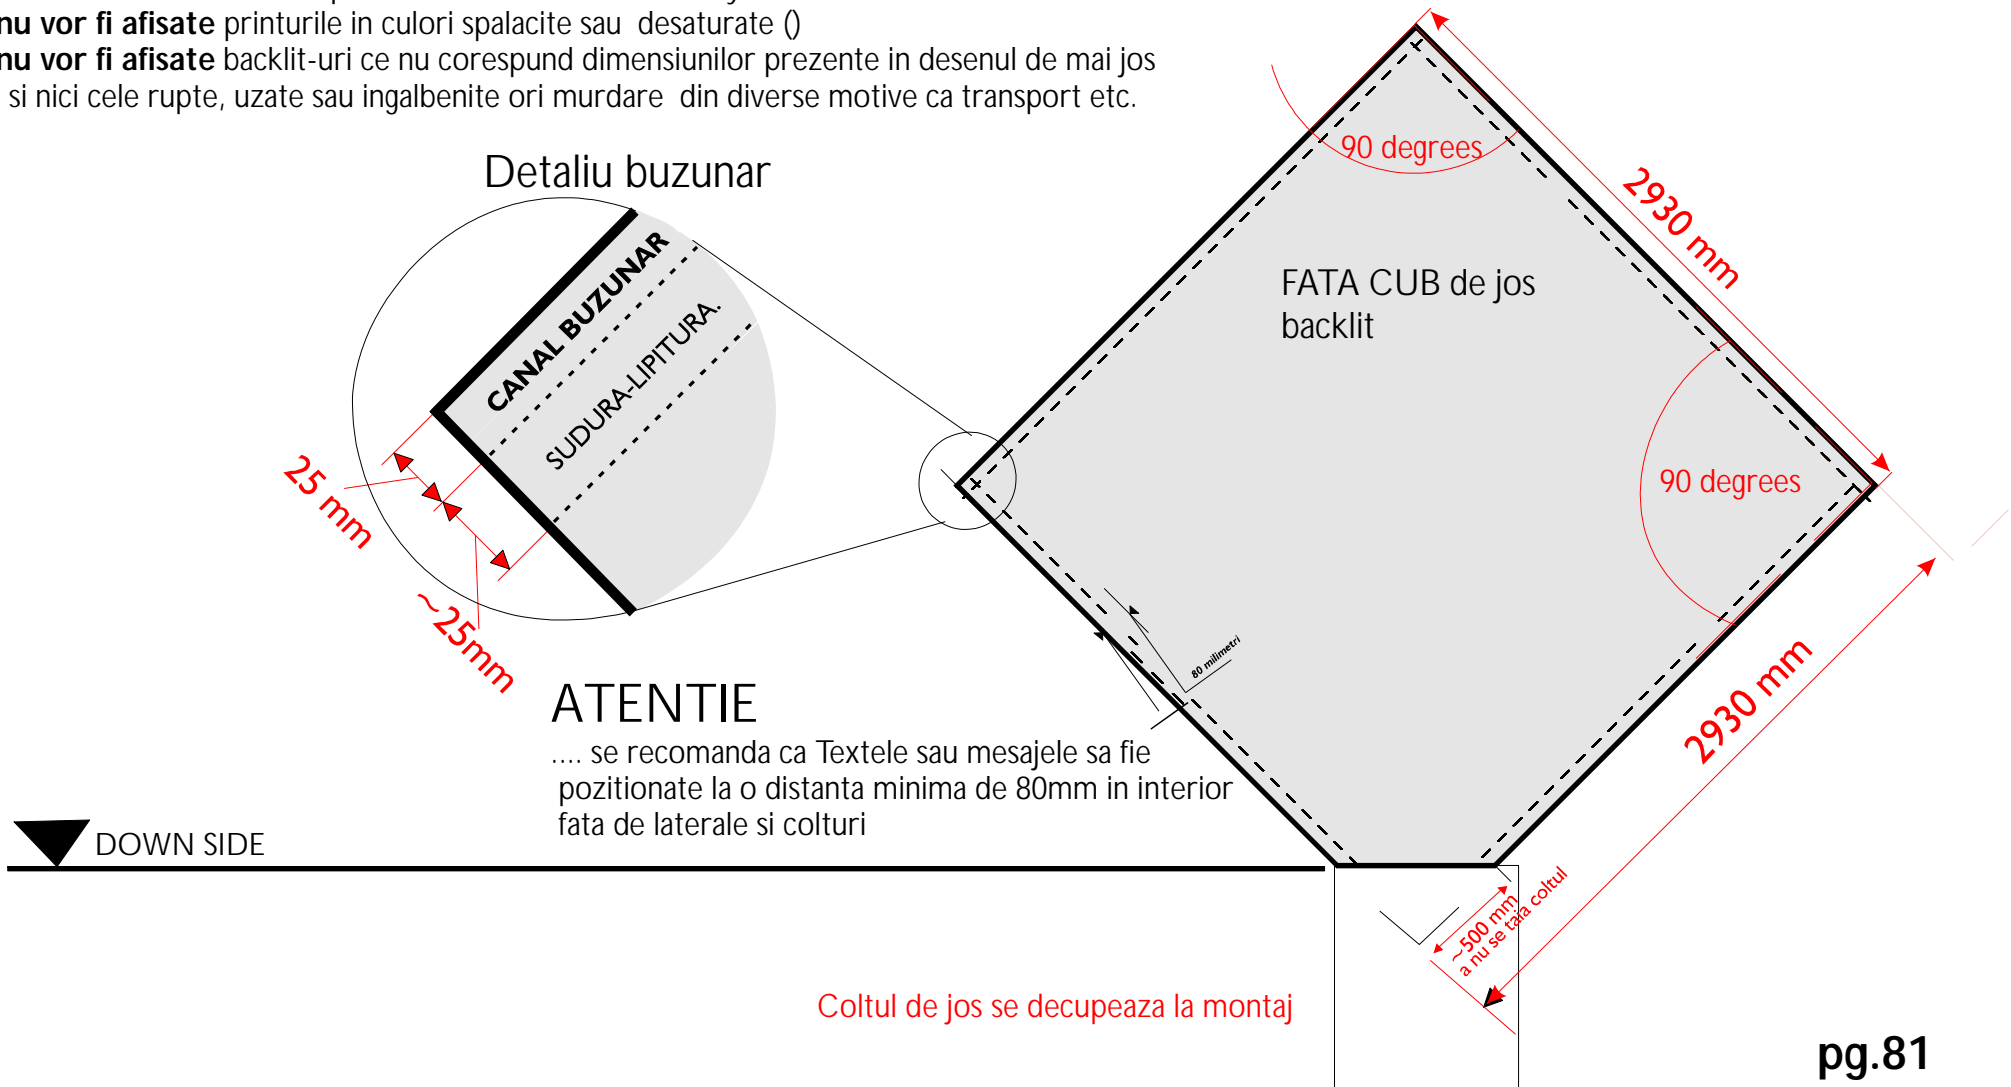 nu vor fi afisate printurile in culori spalacite sau desaturate ()
nu vor fi afisate backlit-uri ce nu corespund dimensiunilor prezente in desenul de mai jos
si nici cele rupte, uzate sau ingalbenite ori murdare din diverse motive ca transport etc.
Detaliu buzunar
CANAL BUZUNAR
SUDURA-LIPITURA.
25 mm
~25mm
90 degrees
2930 mm
FATA CUB de jos
backlit
90 degrees
80 milimetri
2930 mm
ATENTIE
.... se recomanda ca Textele sau mesajele sa fie
pozitionate la o distanta minima de 80mm in interior
fata de laterale si colturi
DOWN SIDE
~500 mm
a nu se taia coltul
Coltul de jos se decupeaza la montaj
pg.81